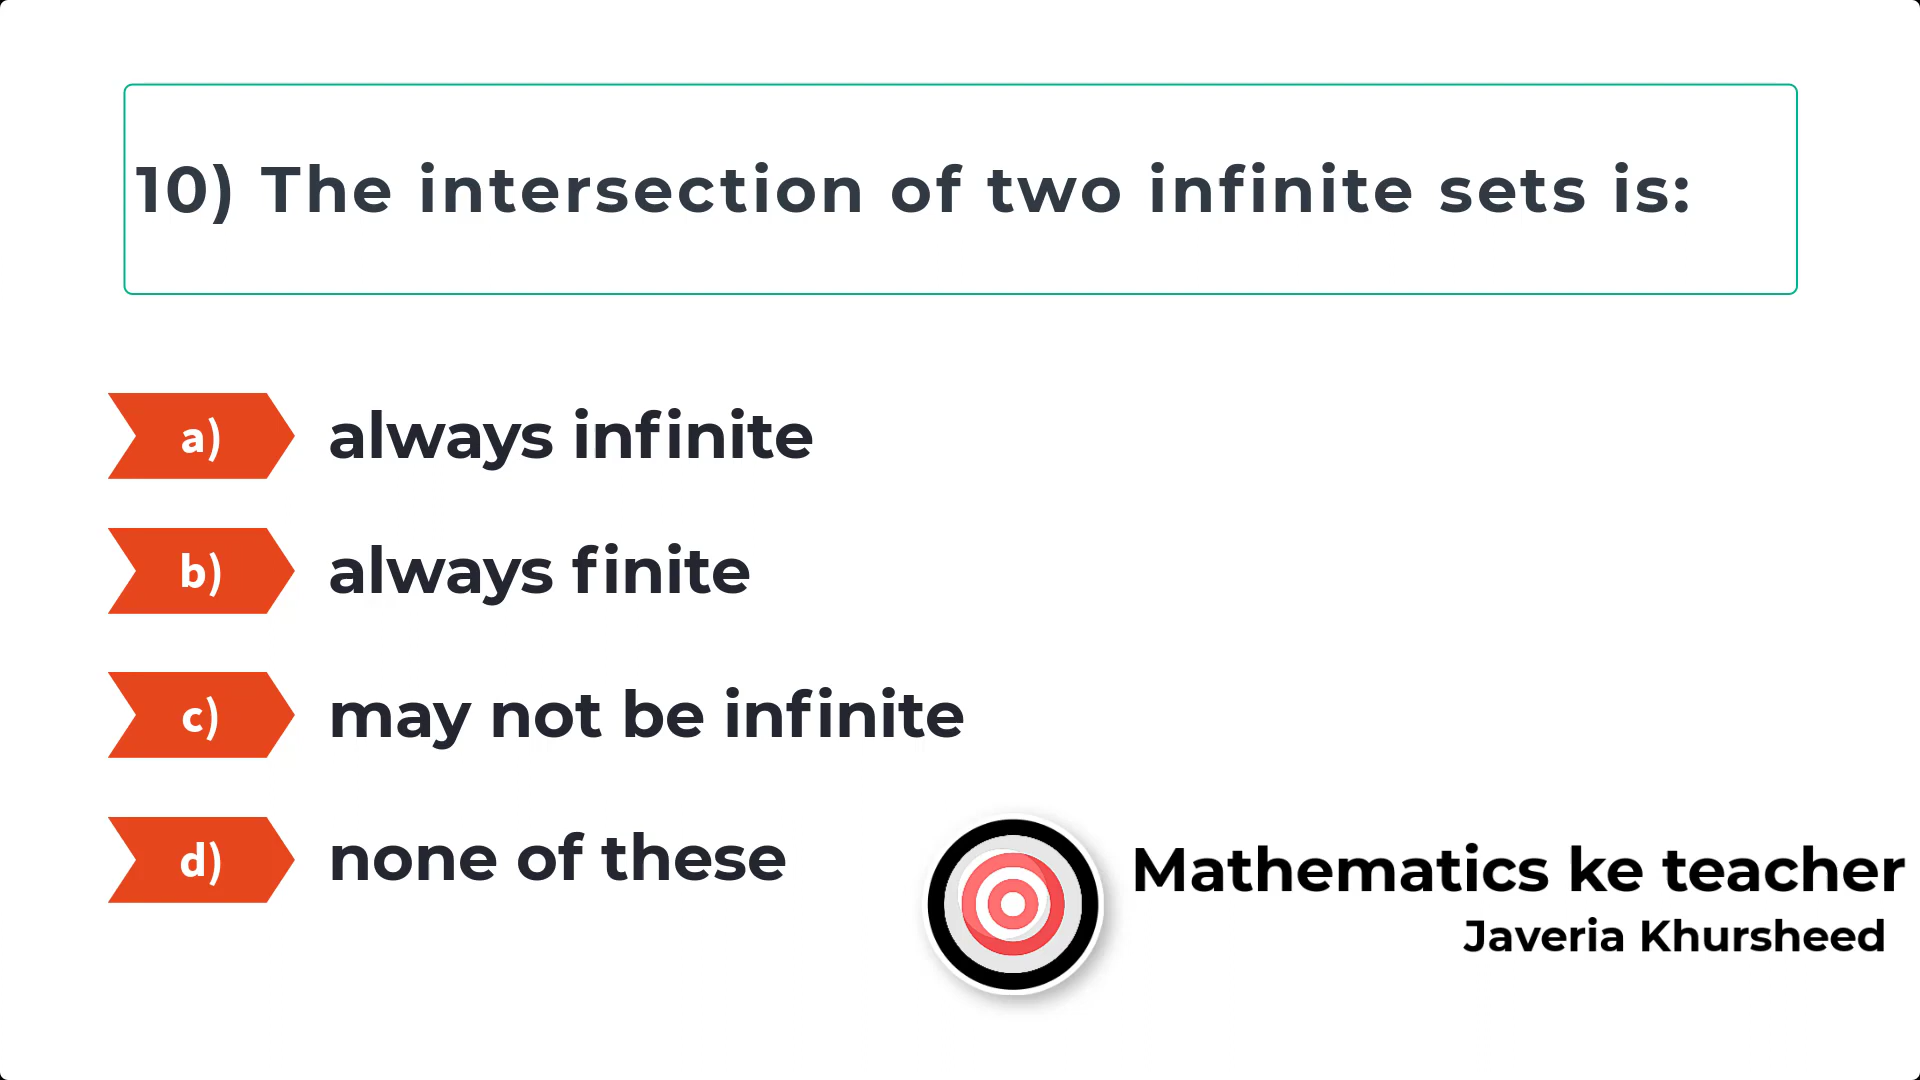 10) The intersection of two infinite sets is:
a) always infinite
b) always finite
c) may not be infinite
d) none of these
Mathematics ke teacher
Javeria Khursheed